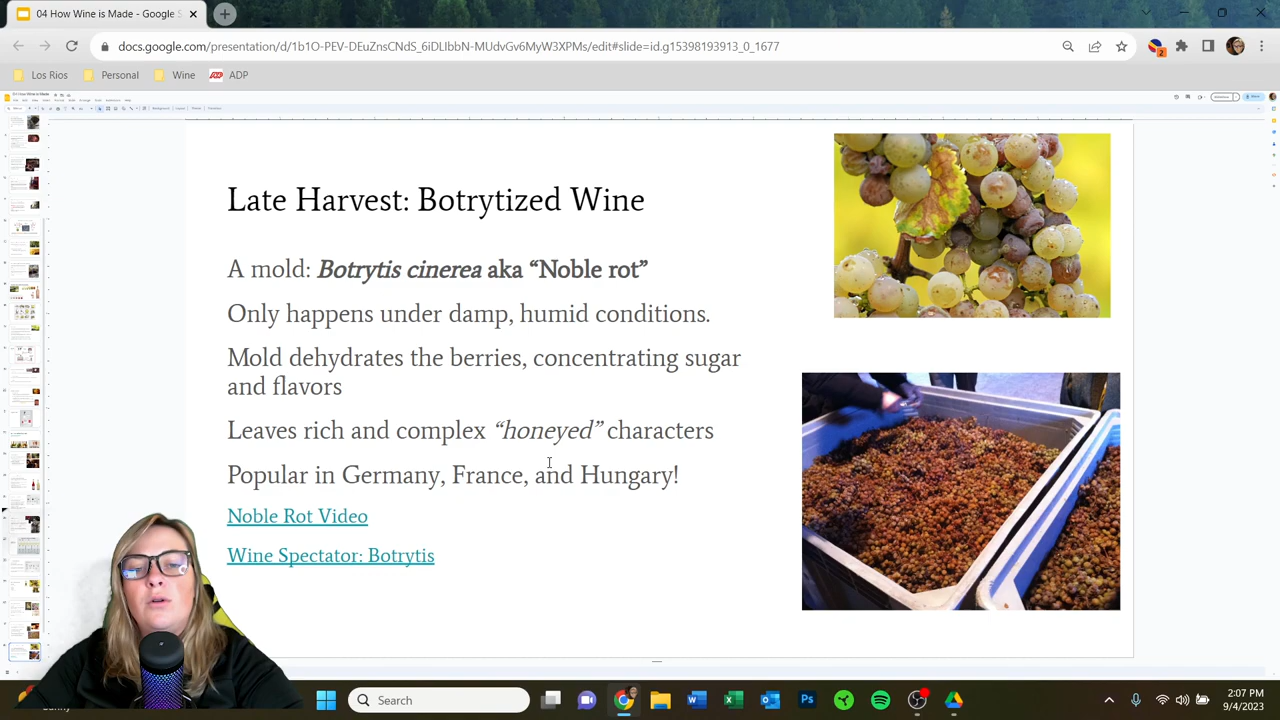 04 How Wine is Made - G
docs.google.com/presentation/d/1b1O-PEV-DEuZnsCNdS_6iDLIKlN-MUdvGv6MyW3XPMs/edit#slide=id.g15398193913_0_1677
Los Rios
Personal
Wine
ADP
Late Harvest: Botrytized Wine
A mold: Botrytis cinerea aka “Noble rot”
Only happens under damp, humid conditions.
Mold dehydrates the berries, concentrating sugar
and flavors
Leaves rich and complex “honeyed” characters
Popular in Germany, France, and Hungary!
Noble Rot Video
Wine Spectator: Botrytis
Search
2:07 PM
9/4/2023